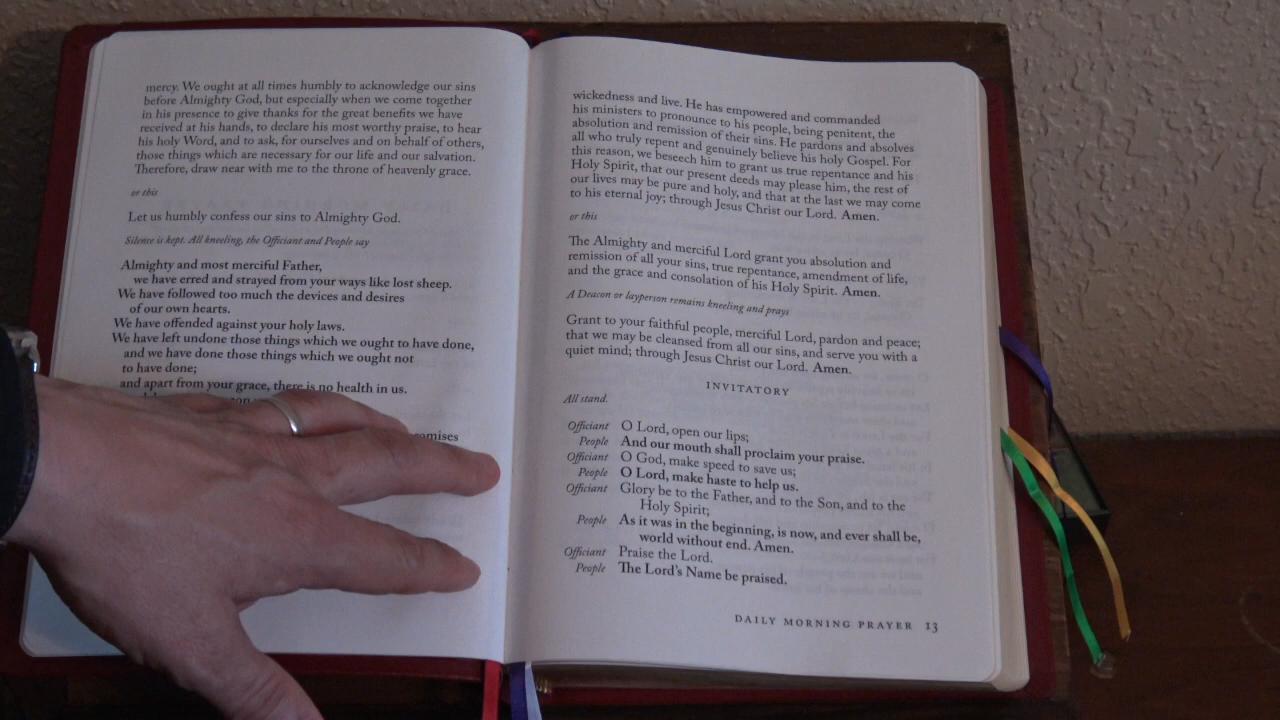 mercy. We ought at all times humbly to acknowledge our sins
before Almighty God, but especially when we come together
in his presence to give thanks for the great benefits we have
received at his hands, to declare his most worthy praise, to hear
his holy Word, and to ask, for ourselves and on behalf of others,
those things which are necessary for our life and our salvation.
Therefore, draw near with me to the throne of heavenly grace.
or this
Let us humbly confess our sins to Almighty God.
Silence is kept. All kneeling, the Officiant and People say
Almighty and most merciful Father,
we have erred and strayed from your ways like lost sheep.
We have followed too much the devices and desires
of our own hearts.
We have offended against your holy laws.
We have left undone those things which we ought to have done,
and we have done those things which we ought not
to have done;
and apart from your grace, there is no health in us.
wickedness and live. He has empowered and commanded
his ministers to pronounce to his people, being penitent, the
absolution and remission of their sins. He pardons and absolves
all who truly repent and genuinely believe his holy Gospel. For
this reason, we beseech him to grant us true repentance and his
Holy Spirit, that our present deeds may please him, the rest of
our lives may be pure and holy, and that at the last we may come
to his eternal joy; through Jesus Christ our Lord. Amen.
or this
The Almighty and merciful Lord grant you absolution and
remission of all your sins, true repentance, amendment of life,
and the grace and consolation of his Holy Spirit. Amen.
A Deacon or layperson remains kneeling and prays
Grant to your faithful people, merciful Lord, pardon and peace;
that we may be cleansed from all our sins, and serve you with a
quiet mind; through Jesus Christ our Lord. Amen.
INVITATORY
All stand.
Officiant O Lord, open our lips;
People And our mouth shall proclaim your praise.
Officiant O God, make speed to save us;
People O Lord, make haste to help us.
Officiant Glory be to the Father, and to the Son, and to the
Holy Spirit;
People As it was in the beginning, is now, and ever shall be,
world without end. Amen.
Officiant Praise the Lord.
People The Lord's Name be praised.
DAILY MORNING PRAYER 13